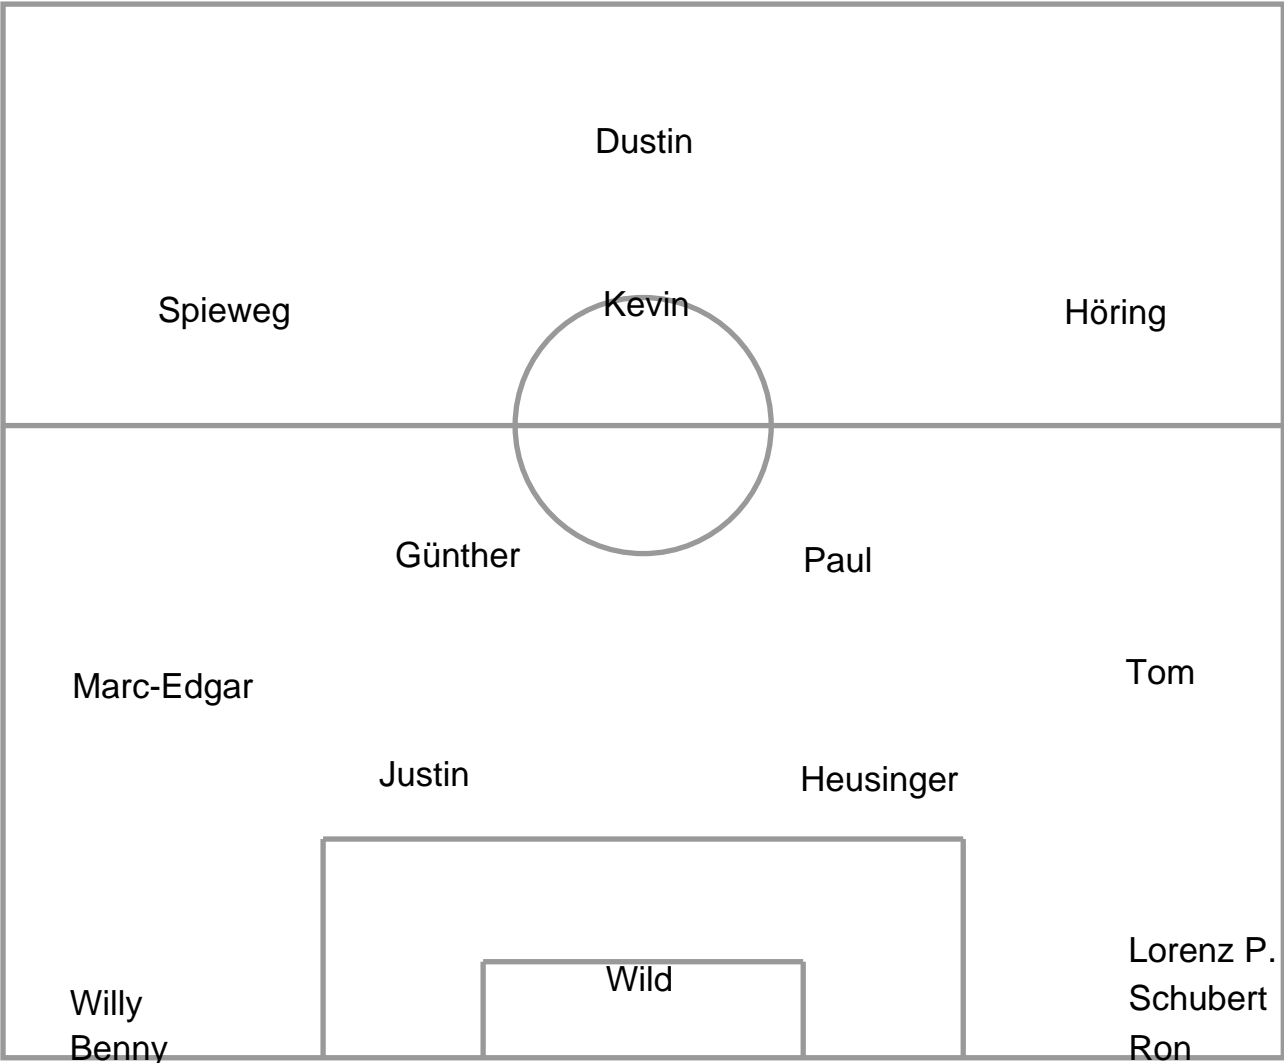 Dustin
Spieweg
Kevin
Höring
Günther
Paul
Marc-Edgar
Tom
Justin
Heusinger
Wild
Willy
Benny
Lorenz P.
Schubert
Ron